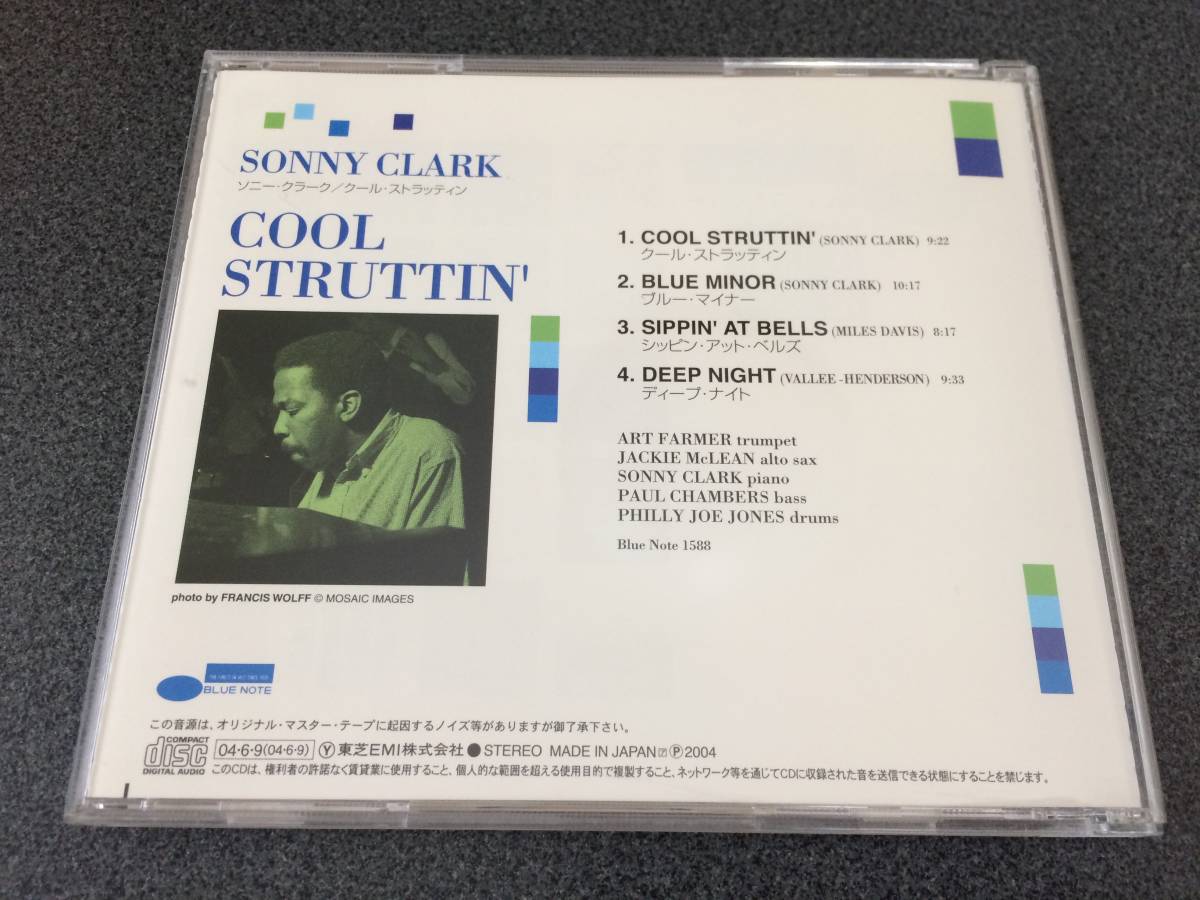 SONNY CLARK
ソニー・クラーク／クール・ストラッティン
COOL
STRUTTIN'
photo by FRANCIS WOLFF © MOSAIC IMAGES
1. COOL STRUTTIN' (SONNY CLARK) 9:22
クール・ストラッティン
2. BLUE MINOR (SONNY CLARK) 10:17
ブルー・マイナー
3. SIPPIN' AT BELLS (MILES DAVIS) 8:17
シッピン・アット・ベルズ
4. DEEP NIGHT (VALLEE-HENDERSON) 9:33
ディープ・ナイト
ART FARMER trumpet
JACKIE McLEAN alto sax
SONNY CLARK piano
PAUL CHAMBERS bass
PHILLY JOE JONES drums
Blue Note 1588
BLUE NOTE
この音源は、オリジナル・マスター・テープに起因するノイズ等がありますが御了承下さい。
COMPACT disc DIGITAL AUDIO
04・6・9(04・6・9) Ⓨ東芝EMI株式会社●STEREO MADE IN JAPAN Ⓟ2004
このCDは、権利者の許諾なく賃貸業に使用すること、個人的な範囲を超える使用目的で複製すること、ネットワーク等を通じてCDに収録された音を送信できる状態にすることを禁じます。